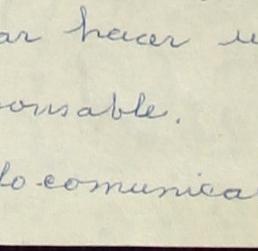 ar hacer u
onsable.
lo comunica